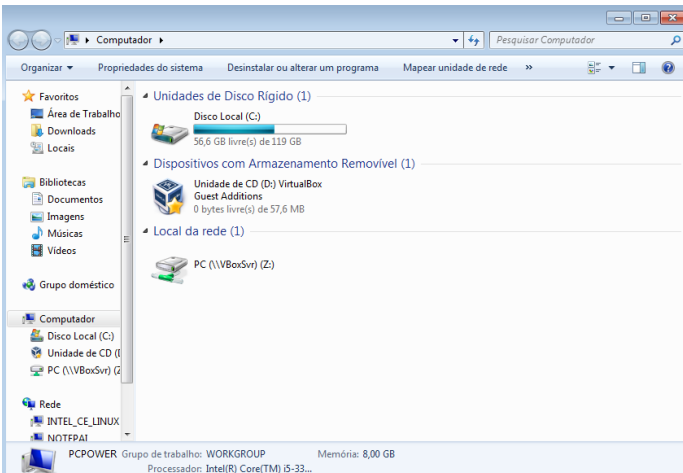 Computador
Pesquisar Computador
Organizar
Propriedades do sistema
Desinstalar ou alterar um programa
Mapear unidade de rede
»
Favoritos
Área de Trabalho
Downloads
Locais
Bibliotecas
Documentos
Imagens
Músicas
Vídeos
Grupo doméstico
Computador
Disco Local (C:)
Unidade de CD (
PC (\\VBoxSvr) (Z
Rede
INTEL_CE_LINUX
NOTEPAI
Unidades de Disco Rígido (1)
Disco Local (C:)
56,6 GB livre(s) de 119 GB
Dispositivos com Armazenamento Removível (1)
Unidade de CD (D:) VirtualBox
Guest Additions
0 bytes livre(s) de 57,6 MB
Local da rede (1)
PC (\\VBoxSvr) (Z:)
PCPOWER Grupo de trabalho: WORKGROUP Memória: 8,00 GB
Processador: Intel(R) Core(TM) i5-33...